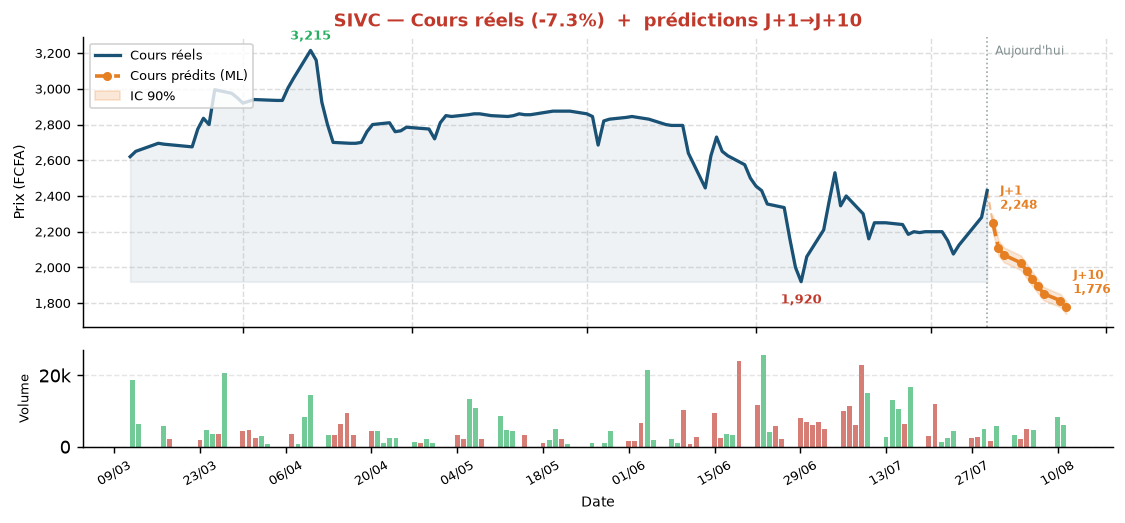 SIVC — Cours réels (-7.3%)  +  prédictions J+1→J+10
3,215
Aujourd'hui
Cours réels
Cours prédits (ML)
IC 90%
3,200
3,000
2,800
2,600
2,400
2,200
2,000
1,800
Prix (FCFA)
J+1
2,248
J+10
1,776
1,920
20k
0
Volume
09/03
23/03
06/04
20/04
04/05
18/05
01/06
15/06
29/06
13/07
27/07
10/08
Date